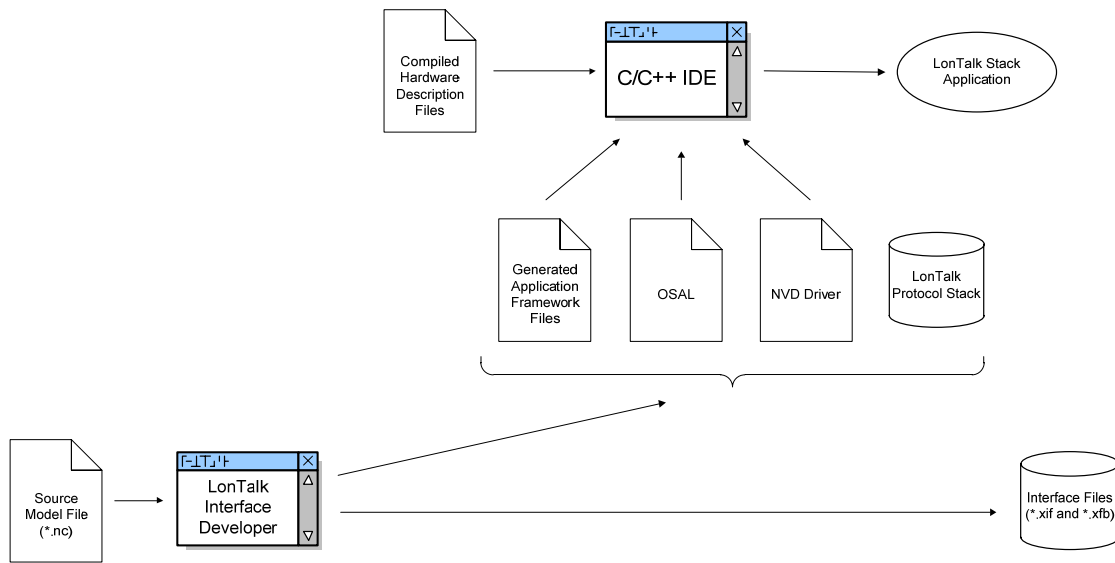 Compiled
Hardware
Description
Files
C/C++ IDE
LonTalk Stack
Application
Generated
Application
Framework
Files
OSAL
NVD Driver
LonTalk
Protocol Stack
Source
Model File
(*.nc)
LonTalk
Interface
Developer
Interface Files
(*.xif and *.xfb)